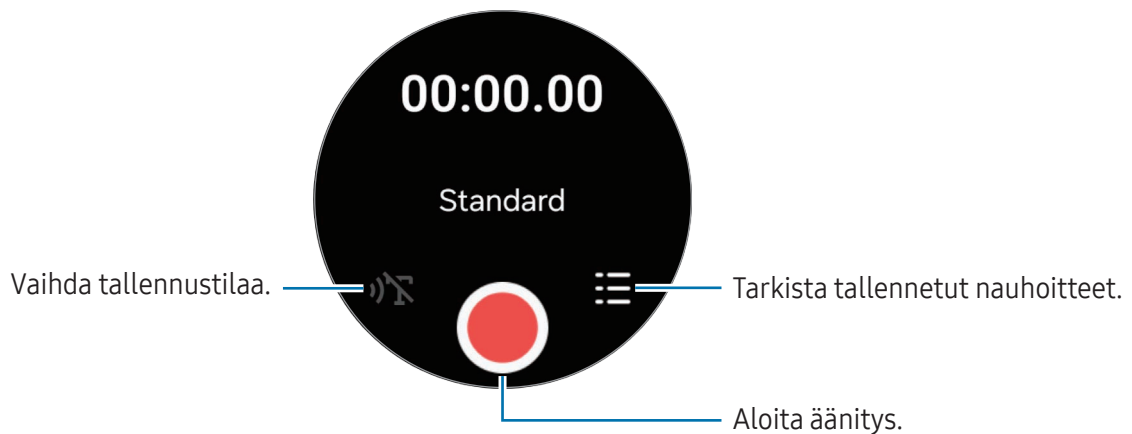 00:00.00
Standard
Vaihda tallennustilaa.
Tarkista tallennetut nauhoitteet.
Aloita äänitys.